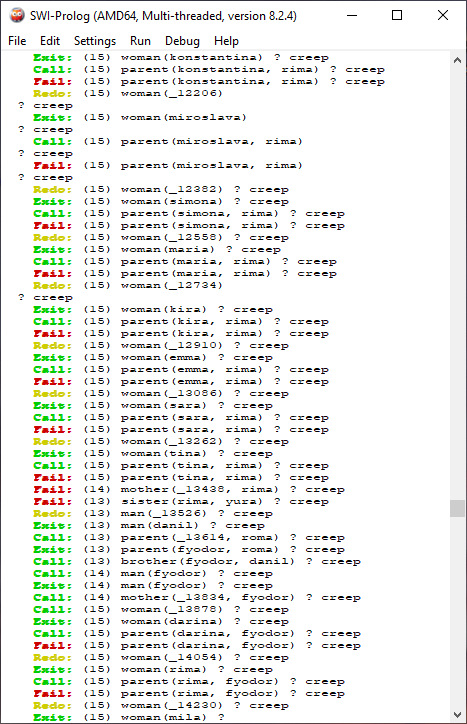 SWI-Prolog (AMD64, Multi-threaded, version 8.2.4)
File Edit Settings Run Debug Help
Exit: (15) woman(konstantina) ? creep
Call: (15) parent(konstantina, rima) ? creep
Fail: (15) parent(konstantina, rima) ? creep
Redo: (15) woman(_12206)
? creep
Exit: (15) woman(miroslava)
? creep
Call: (15) parent(miroslava, rima)
? creep
Fail: (15) parent(miroslava, rima)
? creep
Redo: (15) woman(_12382) ? creep
Exit: (15) woman(simona) ? creep
Call: (15) parent(simona, rima) ? creep
Fail: (15) parent(simona, rima) ? creep
Redo: (15) woman(_12558) ? creep
Exit: (15) woman(maria) ? creep
Call: (15) parent(maria, rima) ? creep
Fail: (15) parent(maria, rima) ? creep
Redo: (15) woman(_12734)
? creep
Exit: (15) woman(kira) ? creep
Call: (15) parent(kira, rima) ? creep
Fail: (15) parent(kira, rima) ? creep
Redo: (15) woman(_12910) ? creep
Exit: (15) woman(emma) ? creep
Call: (15) parent(emma, rima) ? creep
Fail: (15) parent(emma, rima) ? creep
Redo: (15) woman(_13086) ? creep
Exit: (15) woman(sara) ? creep
Call: (15) parent(sara, rima) ? creep
Fail: (15) parent(sara, rima) ? creep
Redo: (15) woman(_13262) ? creep
Exit: (15) woman(tina) ? creep
Call: (15) parent(tina, rima) ? creep
Fail: (15) parent(tina, rima) ? creep
Fail: (14) mother(_13438, rima) ? creep
Fail: (13) sister(rima, yura) ? creep
Redo: (13) man(_13526) ? creep
Exit: (13) man(danil) ? creep
Call: (13) parent(_13614, roma) ? creep
Exit: (13) parent(fyodor, roma) ? creep
Call: (13) brother(fyodor, danil) ? creep
Call: (14) man(fyodor) ? creep
Exit: (14) man(fyodor) ? creep
Call: (14) mother(_13834, fyodor) ? creep
Call: (15) woman(_13878) ? creep
Exit: (15) woman(darina) ? creep
Call: (15) parent(darina, fyodor) ? creep
Fail: (15) parent(darina, fyodor) ? creep
Redo: (15) woman(_14054) ? creep
Exit: (15) woman(rima) ? creep
Call: (15) parent(rima, fyodor) ? creep
Fail: (15) parent(rima, fyodor) ? creep
Redo: (15) woman(_14230) ? creep
Exit: (15) woman(mila) ?